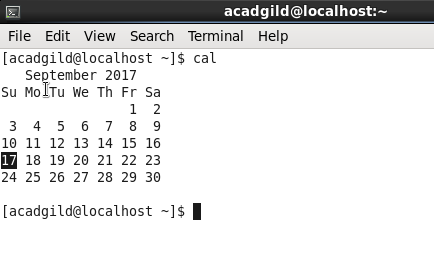 acadgild@localhost:~
File Edit View Search Terminal Help
[acadgild@localhost ~]$ cal
   September 2017
Su Mo Tu We Th Fr Sa
                1  2
 3  4  5  6  7  8  9
10 11 12 13 14 15 16
17 18 19 20 21 22 23
24 25 26 27 28 29 30
[acadgild@localhost ~]$